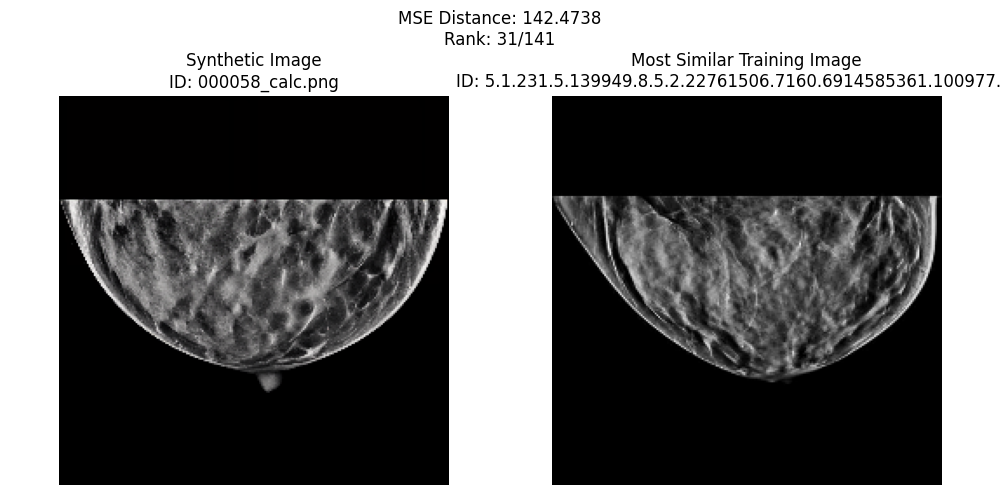 MSE Distance: 142.4738
Rank: 31/141
Synthetic Image
ID: 000058_calc.png
Most Similar Training Image
ID: 5.1.231.5.139949.8.5.2.22761506.7160.6914585361.100977.